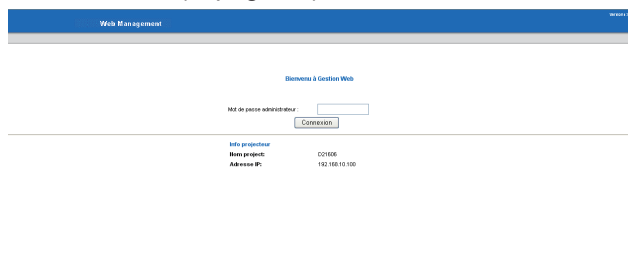 Web Management
Bienvenu à Gestion Web
Mot de passe administrateur :
Connexion
Info projecteur
Nom project:
D21606
Adresse IP:
192.168.10.100